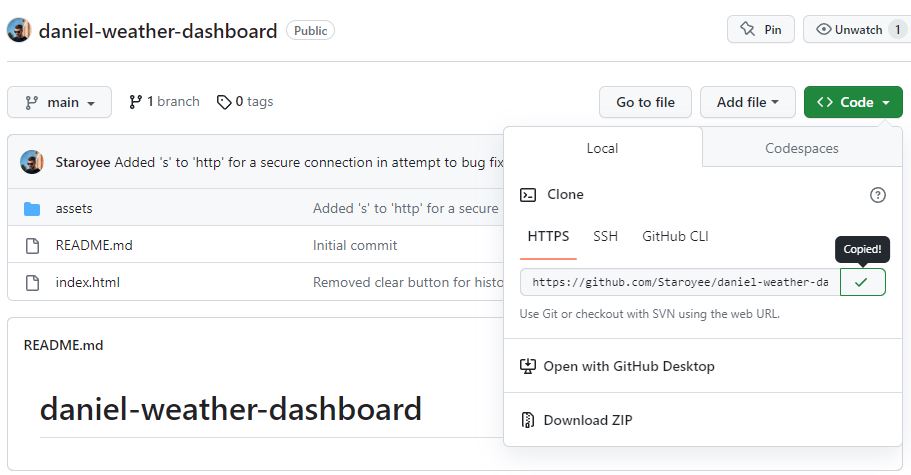 daniel-weather-dashboard Public Pin Unwatch 1
main 1 branch 0 tags Go to file Add file Code
Local Codespaces
Staroyee Added 's' to 'http' for a secure connection in attempt to bug fix
Clone
assets Added 's' to 'http' for a secure
HTTPS SSH GitHub CLI
README.md Initial commit
Copied!
index.html Removed clear button for histo
https://github.com/Staroyee/daniel-weather-da
Use Git or checkout with SVN using the web URL.
README.md
Open with GitHub Desktop
daniel-weather-dashboard
Download ZIP